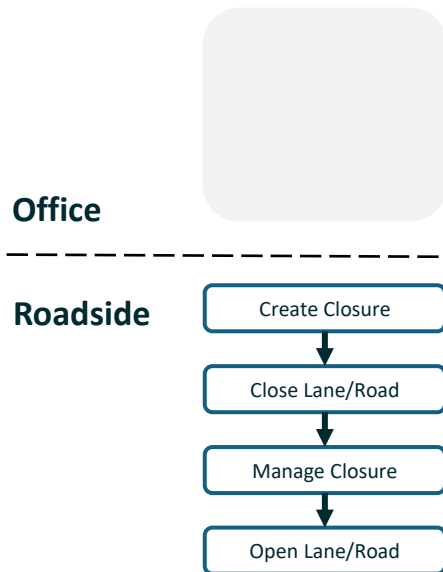 Office
Roadside
Create Closure
Close Lane/Road
Manage Closure
Open Lane/Road